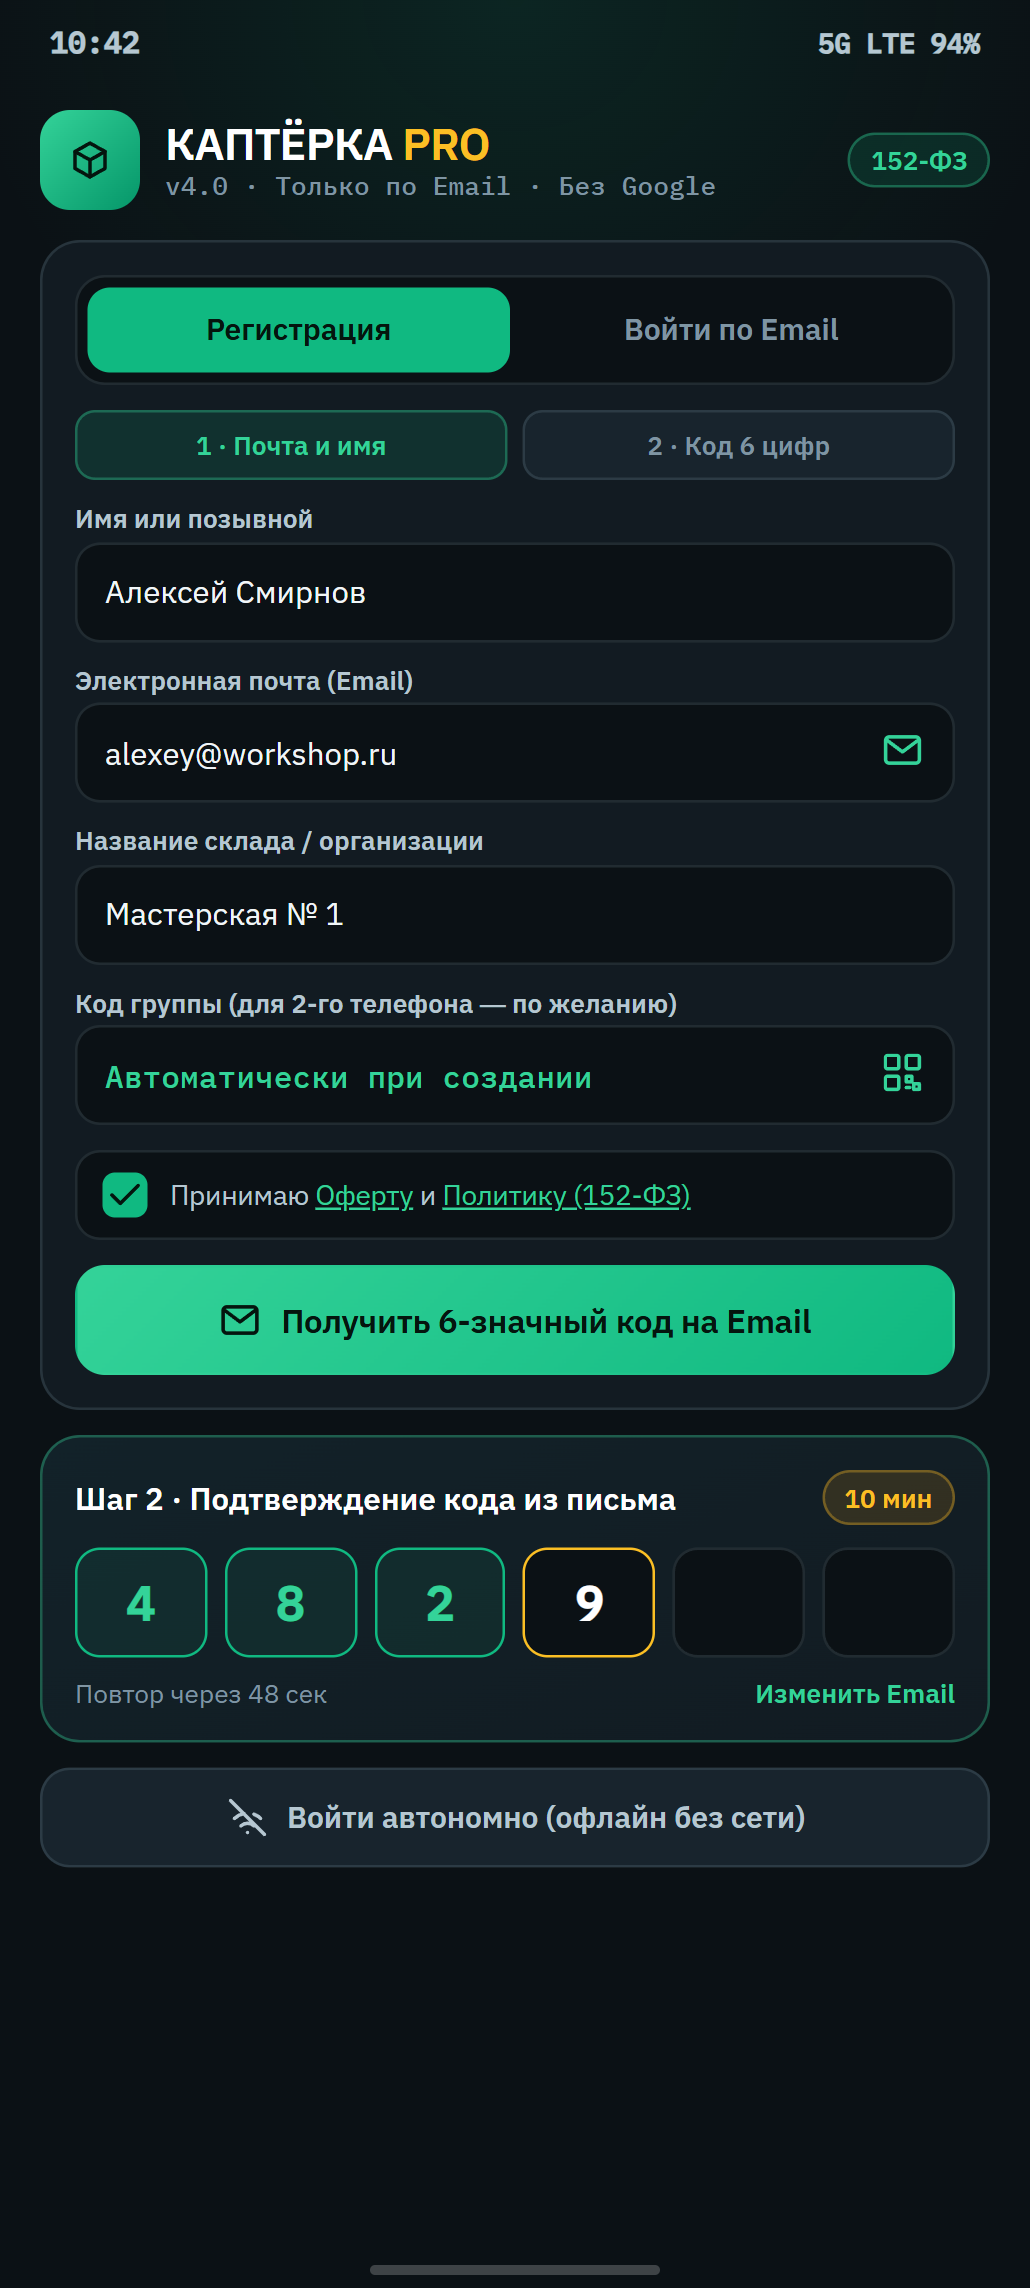 10:42 5G LTE 94%
КАПТЁРКА PRO
v4.0 · Только по Email · Без Google
152-ФЗ
Регистрация Войти по Email
1 · Почта и имя 2 · Код 6 цифр
Имя или позывной
Алексей Смирнов
Электронная почта (Email)
alexey@workshop.ru
Название склада / организации
Мастерская № 1
Код группы (для 2-го телефона — по желанию)
Автоматически при создании
Принимаю Оферту и Политику (152-ФЗ)
Получить 6-значный код на Email
Шаг 2 · Подтверждение кода из письма 10 мин
4 8 2 9
Повтор через 48 сек Изменить Email
Войти автономно (офлайн без сети)